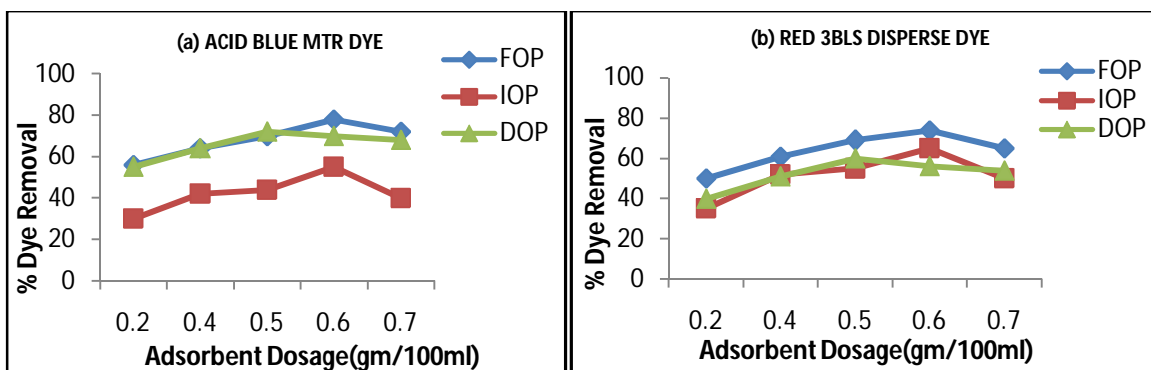 (a) ACID BLUE MTR DYE
100
80
60
40
20
0
% Dye Removal
0.2 0.4 0.5 0.6 0.7
Adsorbent Dosage(gm/100ml)
FOP
IOP
DOP
(b) RED 3BLS DISPERSE DYE
100
80
60
40
20
0
% Dye Removal
0.2 0.4 0.5 0.6 0.7
Adsorbent Dosage(gm/100ml)
FOP
IOP
DOP